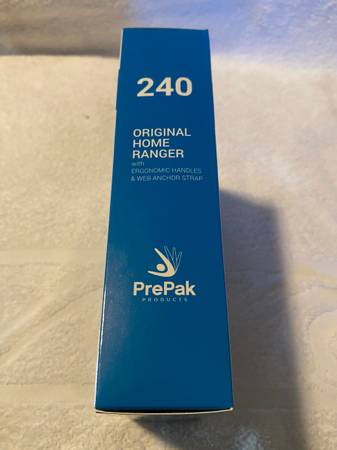 240
ORIGINAL
HOME
RANGER
with
ERGONOMIC HANDLES
& WEB ANCHOR STRAP
PrePak
PRODUCTS